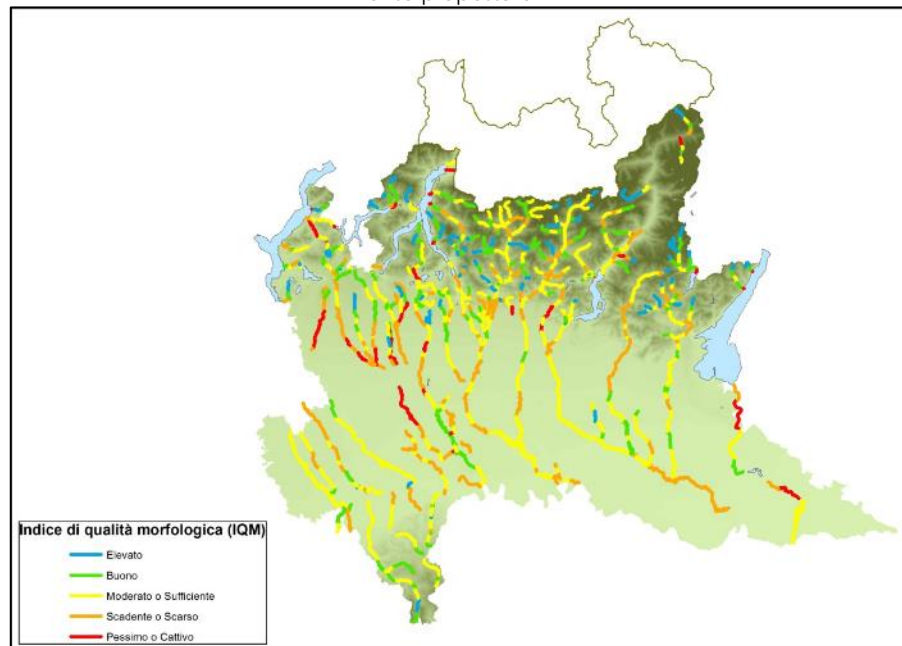 Indice di qualità morfologica (IQM)
Elevato
Buono
Moderato o Sufficiente
Scadente o Scarso
Pessimo o Cattivo